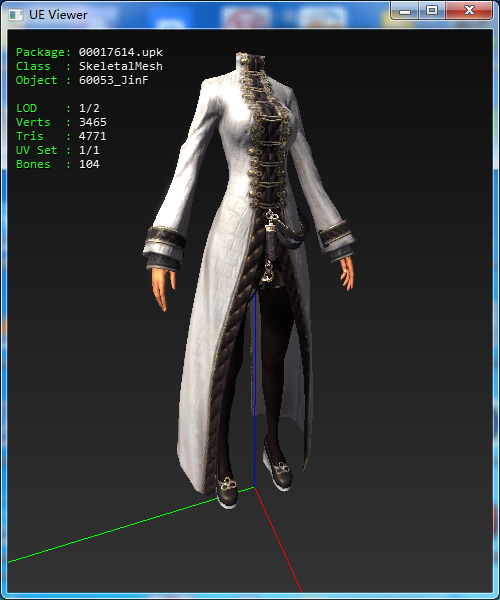 UE Viewer
Package: 00017614.upk
Class : SkeletalMesh
Object : 60053_JinF
LOD : 1/2
Verts : 3465
Tris : 4771
UV Set : 1/1
Bones : 104